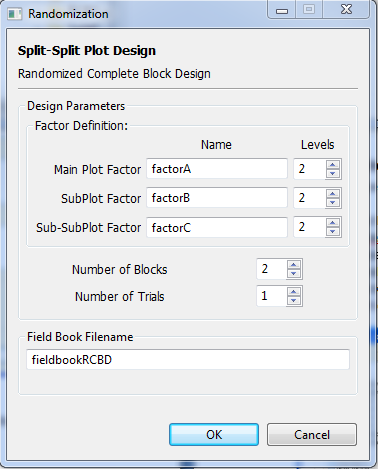 Randomization
Split-Split Plot Design
Randomized Complete Block Design
Design Parameters
Factor Definition:
Name Levels
Main Plot Factor factorA 2
SubPlot Factor factorB 2
Sub-SubPlot Factor factorC 2
Number of Blocks 2
Number of Trials 1
Field Book Filename
fieldbookRCBD
OK Cancel